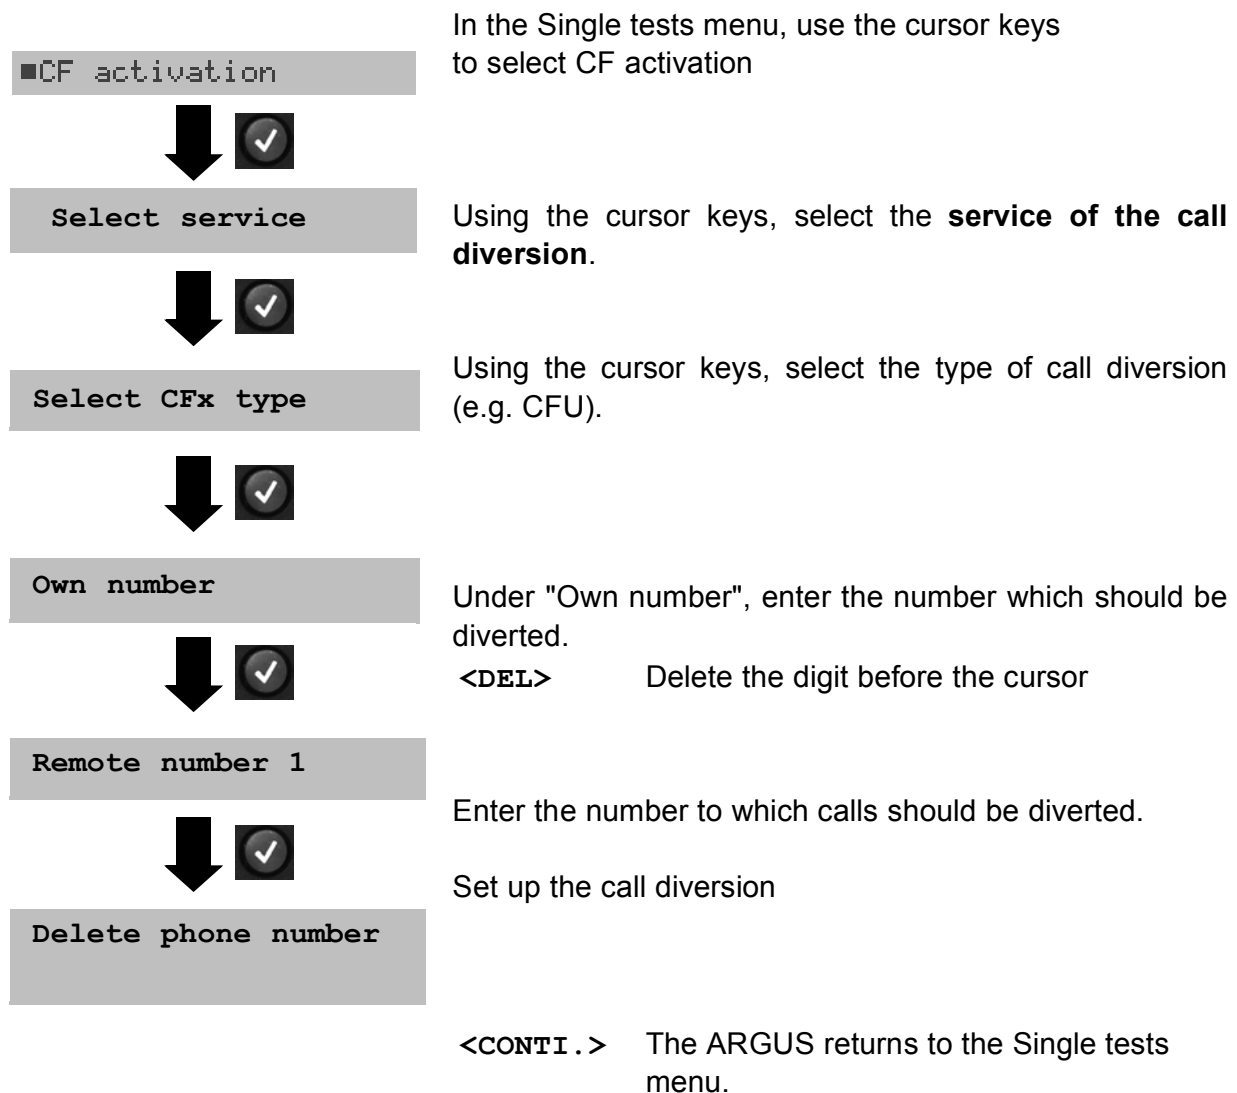 In the Single tests menu, use the cursor keys
to select CF activation
■CF activation
Select service
Using the cursor keys, select the service of the call
diversion.
Using the cursor keys, select the type of call diversion
(e.g. CFU).
Select CFx type
Own number
Under "Own number", enter the number which should be
diverted.
<DEL> Delete the digit before the cursor
Remote number 1
Enter the number to which calls should be diverted.
Set up the call diversion
Delete phone number
<CONTI.> The ARGUS returns to the Single tests
menu.